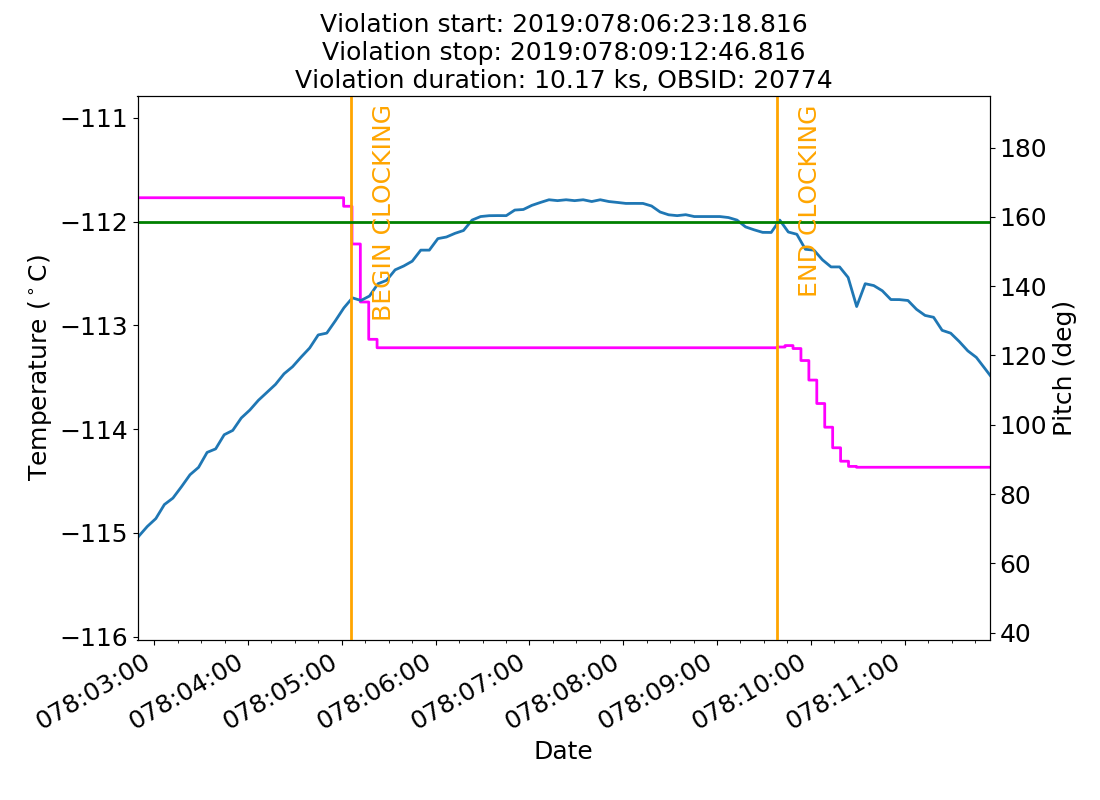 Violation start: 2019:078:06:23:18.816
Violation stop: 2019:078:09:12:46.816
Violation duration: 10.17 ks, OBSID: 20774
−111
−112
−113
−114
−115
−116
Temperature (°C)
BEGIN CLOCKING
END CLOCKING
180
160
140
120
100
80
60
40
Pitch (deg)
078:03:00
078:04:00
078:05:00
078:06:00
078:07:00
078:08:00
078:09:00
078:10:00
078:11:00
Date